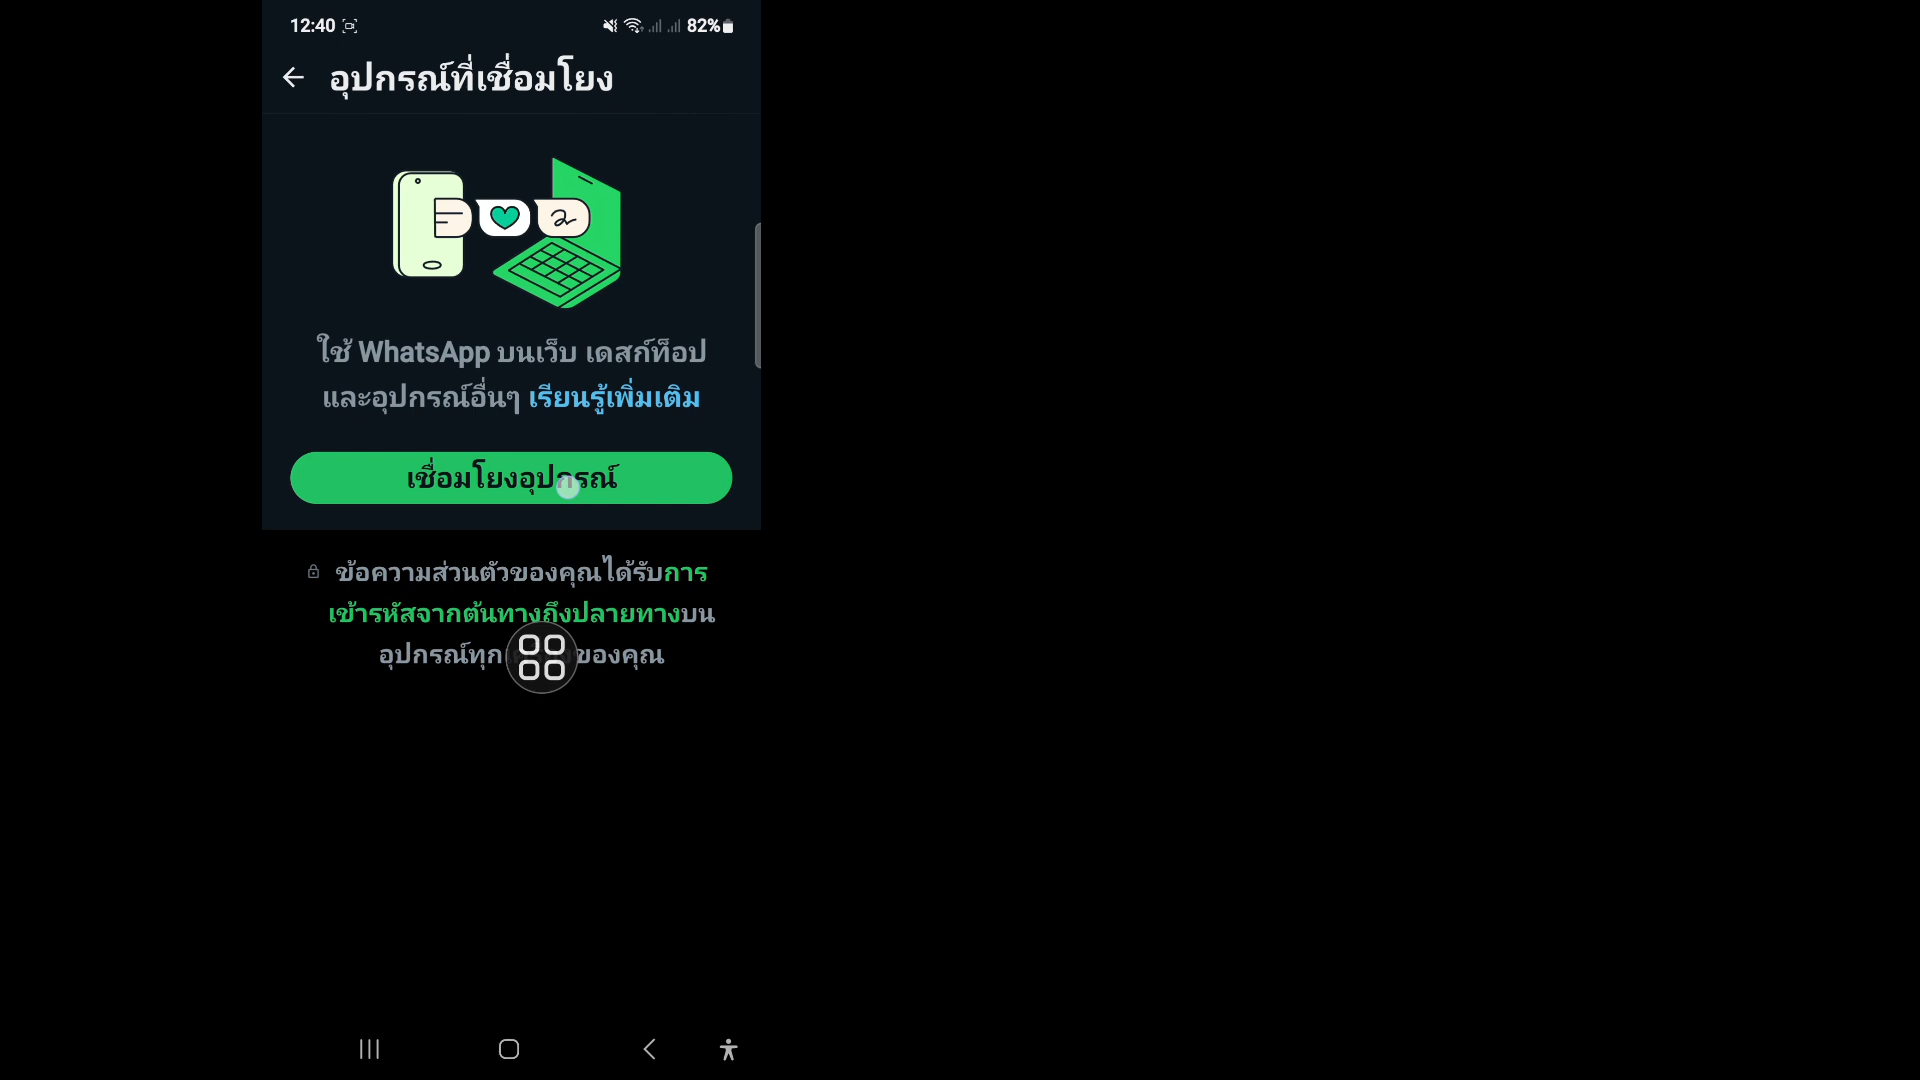 12:40
82%
อุปกรณ์ที่เชื่อมโยง
ใช้ WhatsApp บนเว็บ เดสก์ท็อป
และอุปกรณ์อื่นๆ เรียนรู้เพิ่มเติม
เชื่อมโยงอุปกรณ์
ข้อความส่วนตัวของคุณได้รับการ
เข้ารหัสจากต้นทางถึงปลายทางบน
อุปกรณ์ทุก ของคุณ